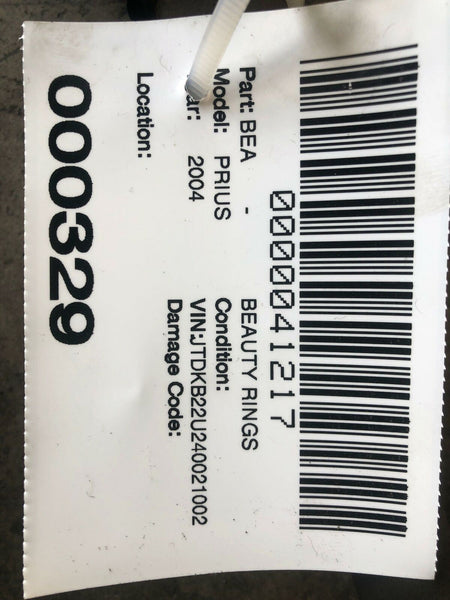 0000041217
Part: BEA - BEAUTY RINGS
Model: PRIUS Condition:
ar: 2004 VIN:JTDKB22U240021002
Damage Code:
Location:
000329